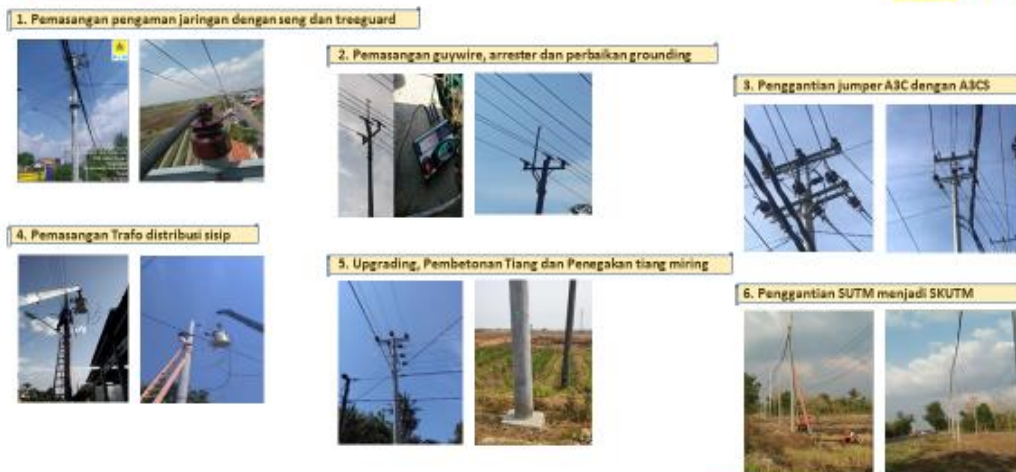 1. Pemasangan pengaman jaringan dengan seng dan treeguard
2. Pemasangan guywire, arrester dan perbaikan grounding
3. Penggantian jumper A3C dengan A3CS
4. Pemasangan Trafo distribusi sisip
5. Upgrading, Pembetonan Tiang dan Penegakan tiang miring
6. Penggantian SUTM menjadi SKUTM